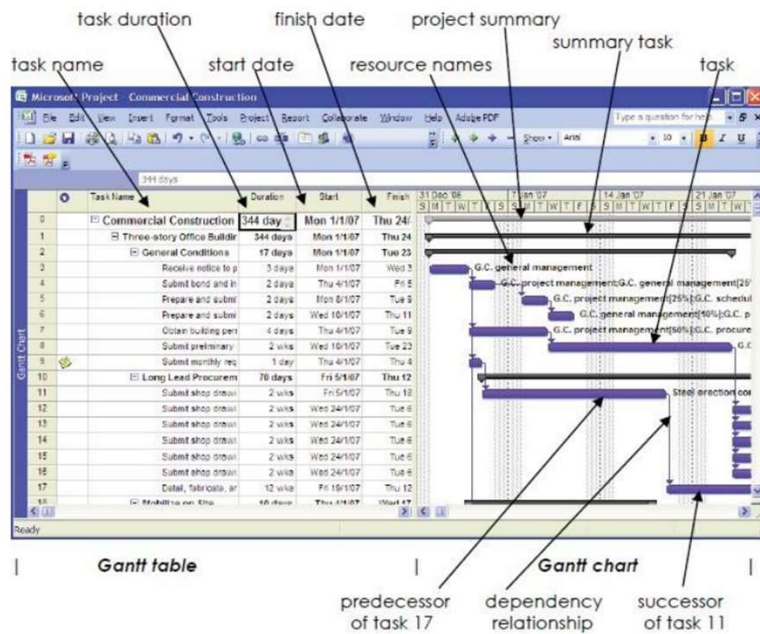 task duration finish date project summary
summary task
task name start date resource names task
Microsoft Project - Commercial Construction
File Edit View Insert Format Tools Project Report Collaborate Window Help Adobe PDF Type a question for help
Show Arial 10 B I U
344 days
Task Name Duration Start Finish 31 Dec '06 7 Jan '07 14 Jan '07 21 Jan '07
S M T W T F S S M T W T F S S M T W T F S S M T W T
0 Commercial Construction 344 day Mon 1/1/07 Thu 24/
1 Three-story Office Buildir 344 days Mon 1/1/07 Thu 24
2 General Conditions 17 days Mon 1/1/07 Tue 23
3 Receive notice to p 3 days Mon 1/1/07 Wed 3 G.C. general management
4 Submit bond and in 2 days Thu 4/1/07 Fri 5 G.C. project management;G.C. general management[25%
5 Prepare and submi 2 days Mon 8/1/07 Tue 9 G.C. project management[25%];G.C. schedul
6 Prepare and submi 2 days Wed 10/1/07 Thu 11 G.C. general management[10%];G.C. p
7 Obtain building peri 4 days Thu 4/1/07 Tue 9 G.C. project management[50%];G.C. procure
8 Submit preliminary 2 wks Wed 10/1/07 Tue 23 G.C
9 Submit monthly req 1 day Thu 4/1/07 Thu 4
10 Long Lead Procurem 70 days Fri 5/1/07 Thu 12
11 Submit shop drawi 2 wks Fri 5/1/07 Thu 18 Steel erection con
12 Submit shop drawi 2 wks Wed 24/1/07 Tue 6
13 Submit shop drawi 2 wks Wed 24/1/07 Tue 6
14 Submit shop drawi 2 wks Wed 24/1/07 Tue 6
15 Submit shop drawi 2 wks Wed 24/1/07 Tue 6
16 Submit shop drawi 2 wks Wed 24/1/07 Tue 6
17 Detail, fabricate, ar 12 wks Fri 19/1/07 Thu 12
18 Mobilize on Site 10 days Thu 4/1/07 Wed 17
Gantt Chart
Ready
Gantt table Gantt chart
predecessor dependency successor
of task 17 relationship of task 11